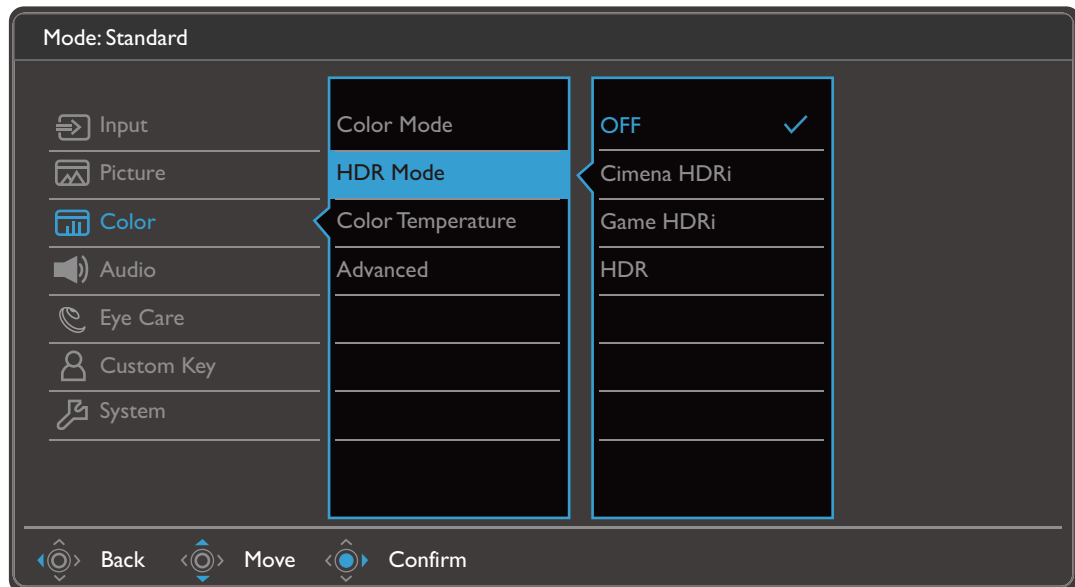 Mode: Standard
Input
Picture
Color
Audio
Eye Care
Custom Key
System
Color Mode
HDR Mode
Color Temperature
Advanced
OFF
Cimena HDRi
Game HDRi
HDR
Back Move Confirm